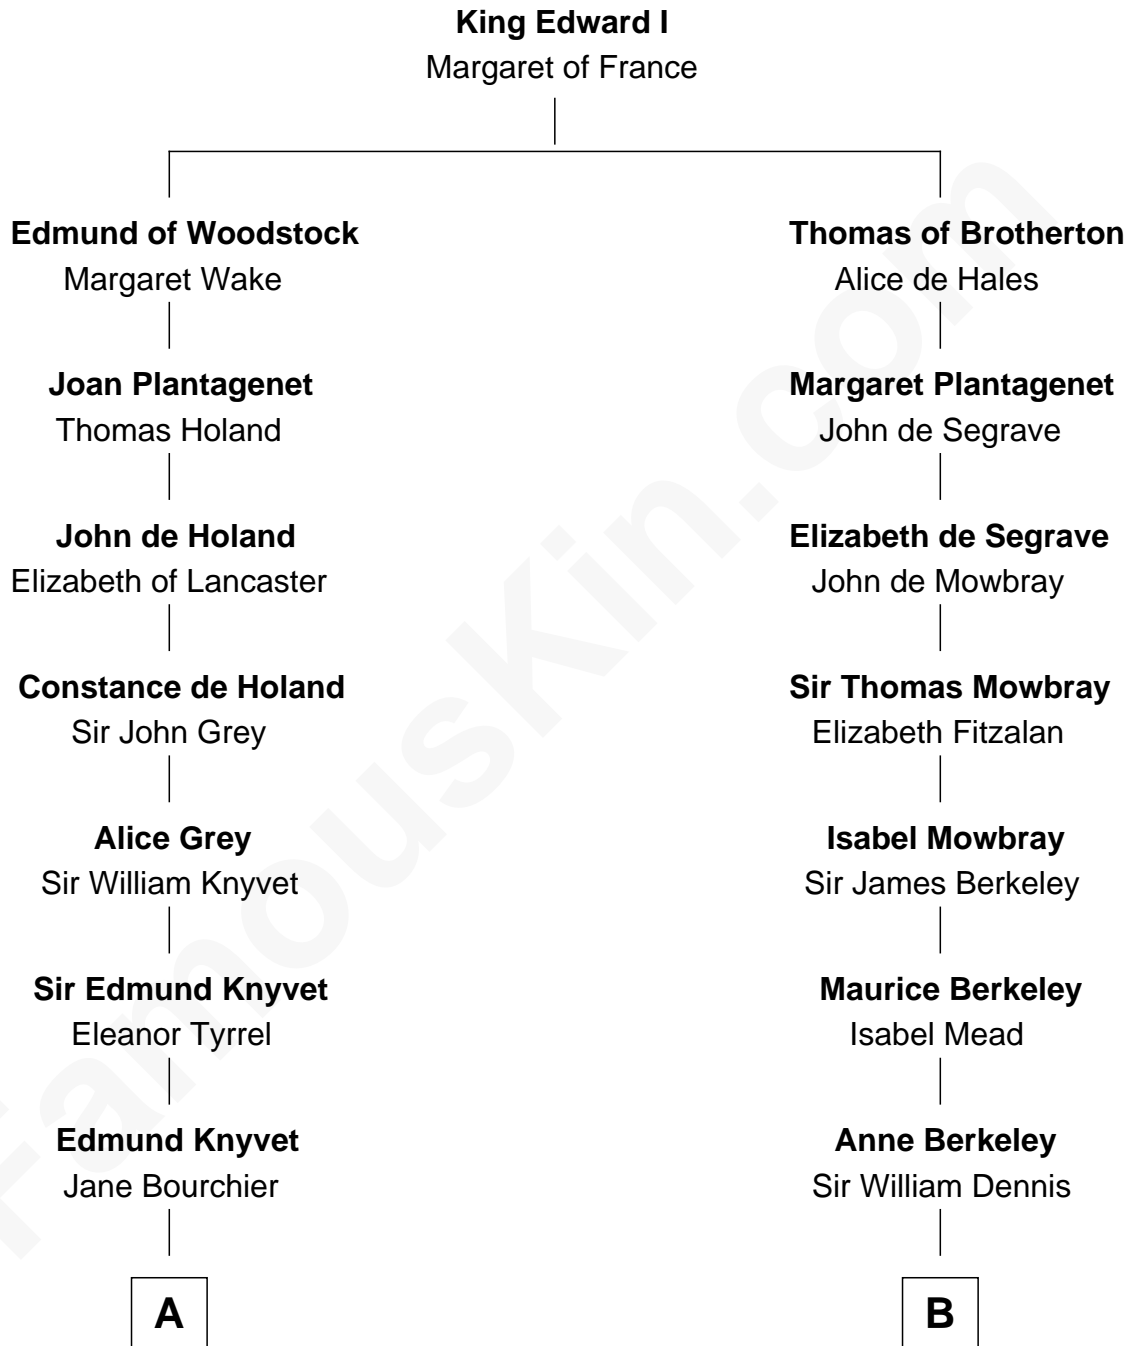 King Edward I
Margaret of France
Edmund of Woodstock
Margaret Wake
Thomas of Brotherton
Alice de Hales
Joan Plantagenet
Thomas Holand
Margaret Plantagenet
John de Segrave
John de Holand
Elizabeth of Lancaster
Elizabeth de Segrave
John de Mowbray
Constance de Holand
Sir John Grey
Sir Thomas Mowbray
Elizabeth Fitzalan
Alice Grey
Sir William Knyvet
Isabel Mowbray
Sir James Berkeley
Sir Edmund Knyvet
Eleanor Tyrrel
Maurice Berkeley
Isabel Mead
Edmund Knyvet
Jane Bourchier
Anne Berkeley
Sir William Dennis
A
B
FamousKin.com